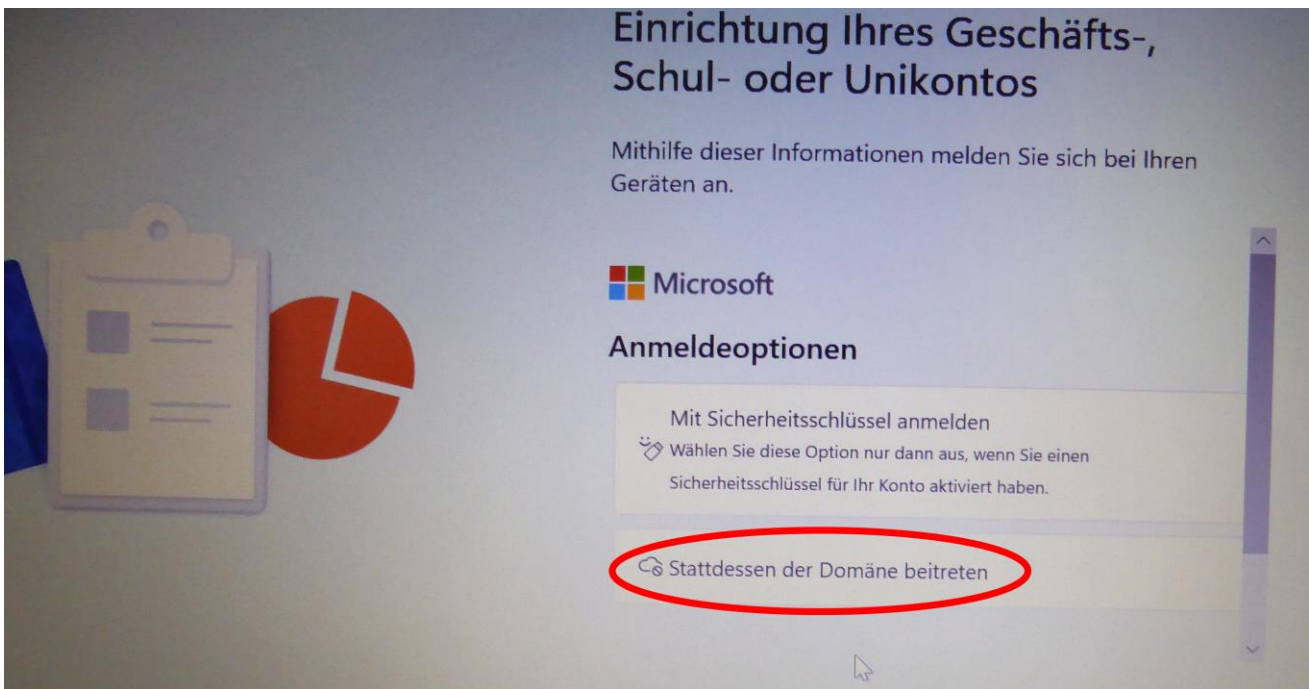 Einrichtung Ihres Geschäfts-,
Schul- oder Unikontos
Mithilfe dieser Informationen melden Sie sich bei Ihren
Geräten an.
Microsoft
Anmeldeoptionen
Mit Sicherheitsschlüssel anmelden
Wählen Sie diese Option nur dann aus, wenn Sie einen
Sicherheitsschlüssel für Ihr Konto aktiviert haben.
Stattdessen der Domäne beitreten